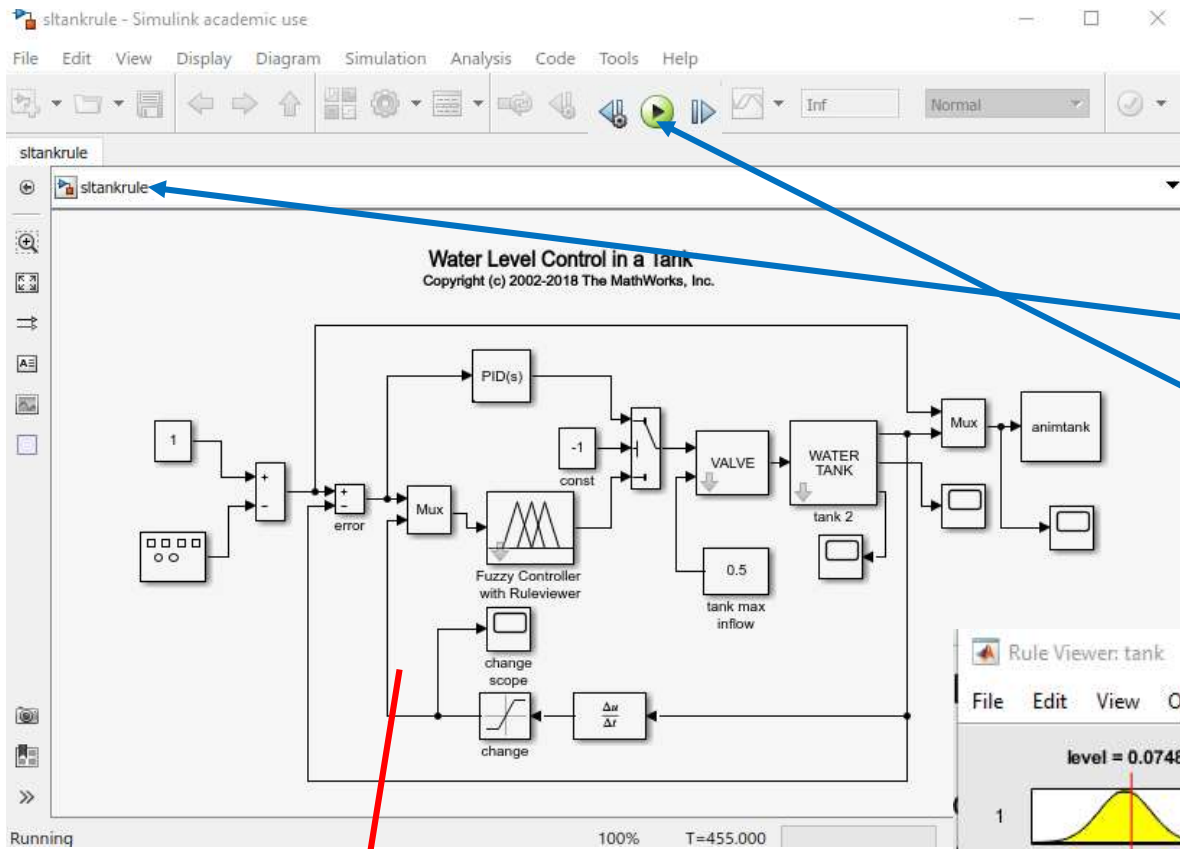 sltankrule - Simulink academic use
File Edit View Display Diagram Simulation Analysis Code Tools Help
Inf Normal
sltankrule
sltankrule
Water Level Control in a Tank
Copyright (c) 2002-2018 The MathWorks, Inc.
PID(s)
1
-1
const
VALVE
WATER
TANK
tank 2
Mux
animtank
+
−
+
−
error
Mux
Fuzzy Controller
with Ruleviewer
0.5
tank max
inflow
change
scope
change
Δu
Δt
Rule Viewer: tank
File Edit View O
level = 0.0748
1
Running 100% T=455.000